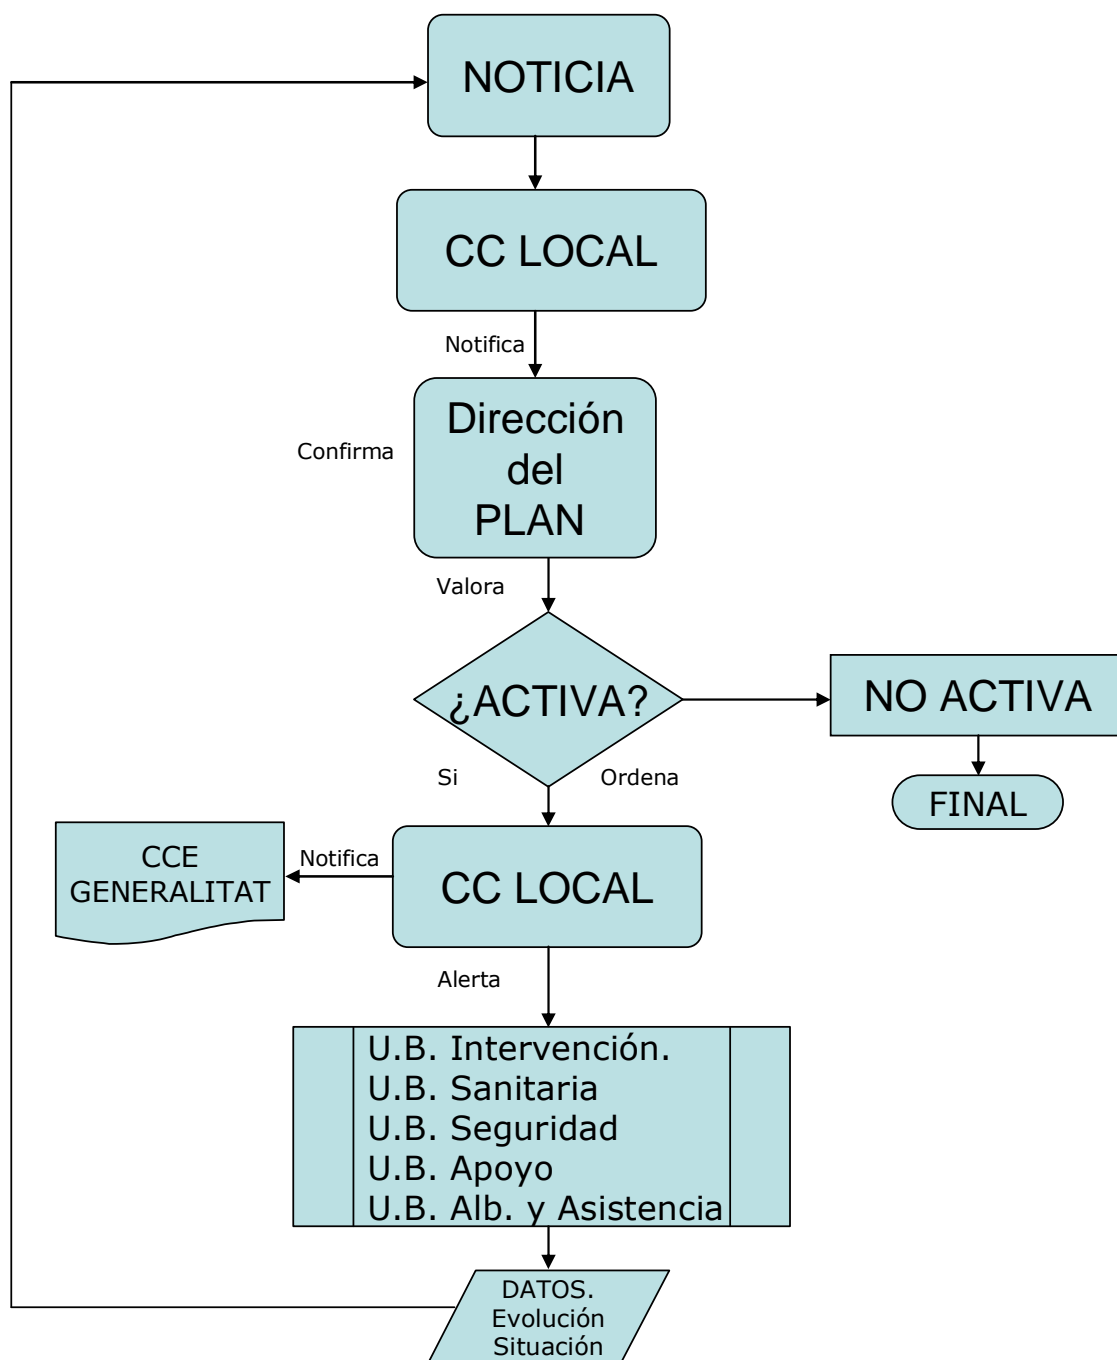 NOTICIA
CC LOCAL
Notifica
Dirección
del
PLAN
Confirma
Valora
¿ACTIVA?
NO ACTIVA
FINAL
Si
Ordena
CC LOCAL
Notifica
CCE
GENERALITAT
Alerta
U.B. Intervención.
U.B. Sanitaria
U.B. Seguridad
U.B. Apoyo
U.B. Alb. y Asistencia
DATOS.
Evolución
Situación